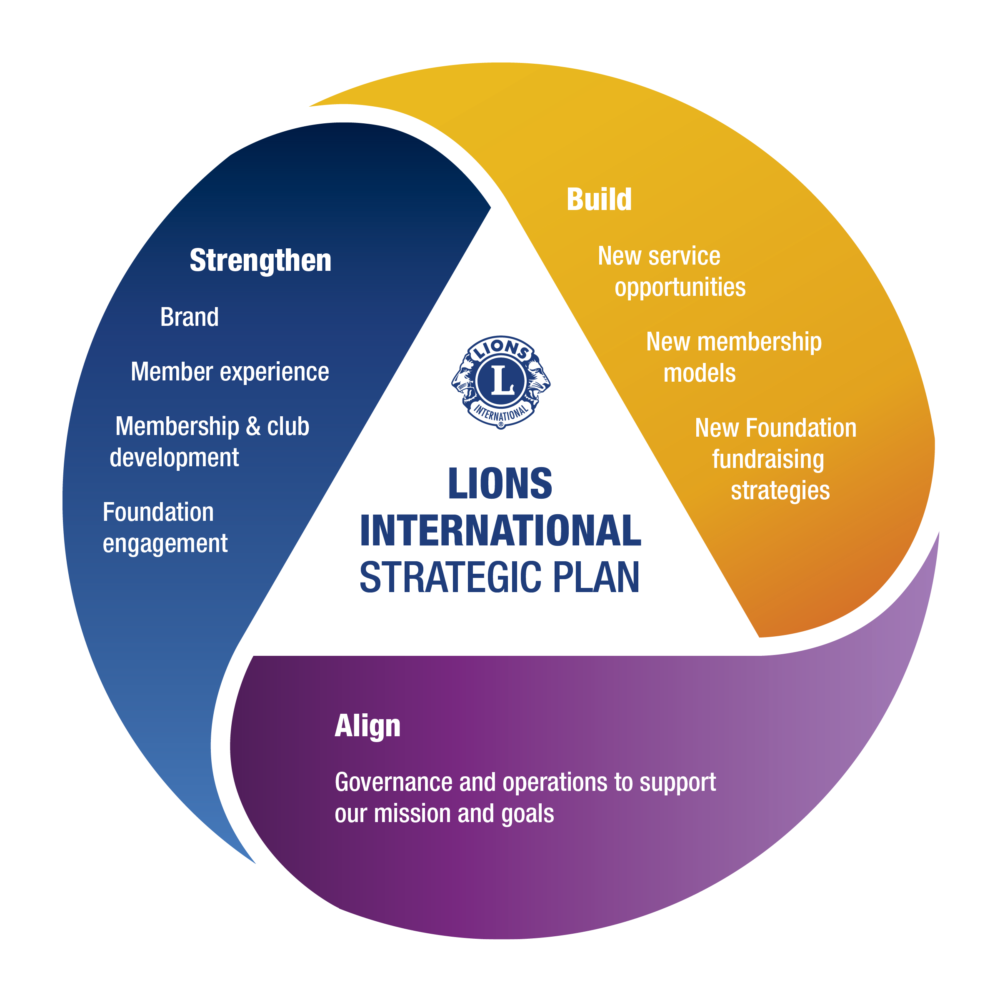 Strengthen
Brand
Member experience
Membership & club
development
Foundation
engagement
Build
New service
opportunities
New membership
models
New Foundation
fundraising
strategies
LIONS
L
INTERNATIONAL
®
LIONS
INTERNATIONAL
STRATEGIC PLAN
Align
Governance and operations to support
our mission and goals